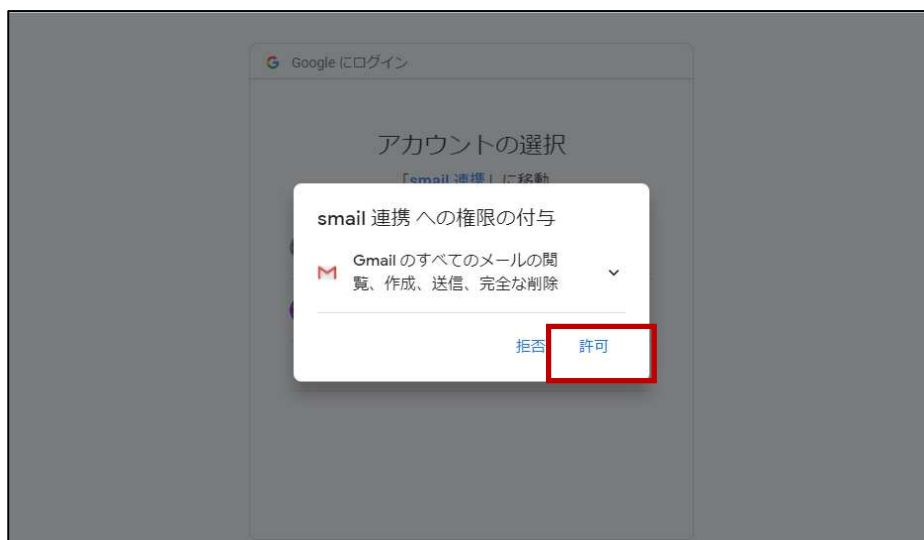 Google にログイン
アカウントの選択
「smail 連携」に移動
smail 連携 への権限の付与
Gmail のすべてのメールの閲
覧、作成、送信、完全な削除
拒否
許可